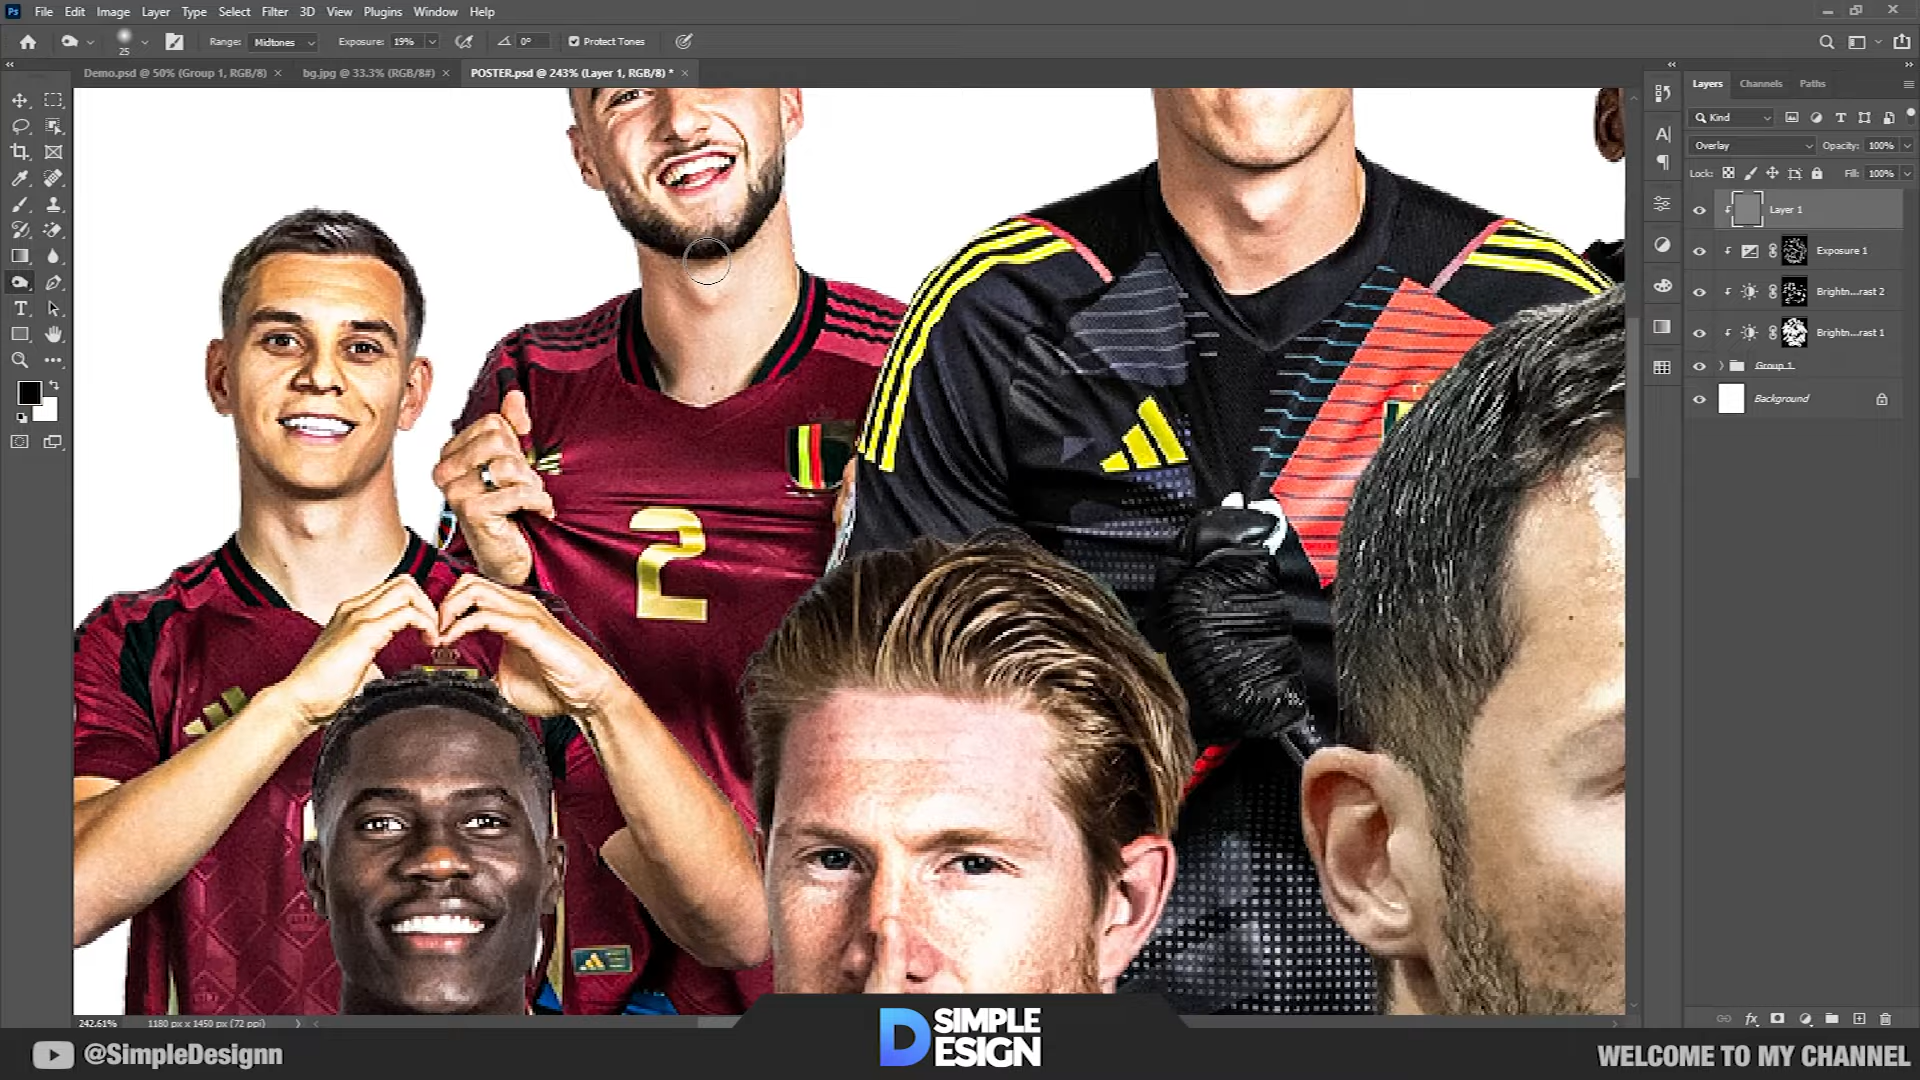 Ps File Edit Image Layer Type Select Filter 3D View Plugins Window Help
25 Range: Midtones Exposure: 19% 0° Protect Tones
Demo.psd @ 50% (Group 1, RGB/8) × bg.jpg @ 33.3% (RGB/8#) × POSTER.psd @ 243% (Layer 1, RGB/8) * ×
Layers Channels Paths
Kind
Overlay Opacity: 100%
Lock: Fill: 100%
Layer 1
Exposure 1
Brightn...rast 2
Brightn...rast 1
Group 1
Background
2
242.61% 1180 px x 1450 px (72 ppi)
@SimpleDesignn
D SIMPLE
ESIGN
WELCOME TO MY CHANNEL